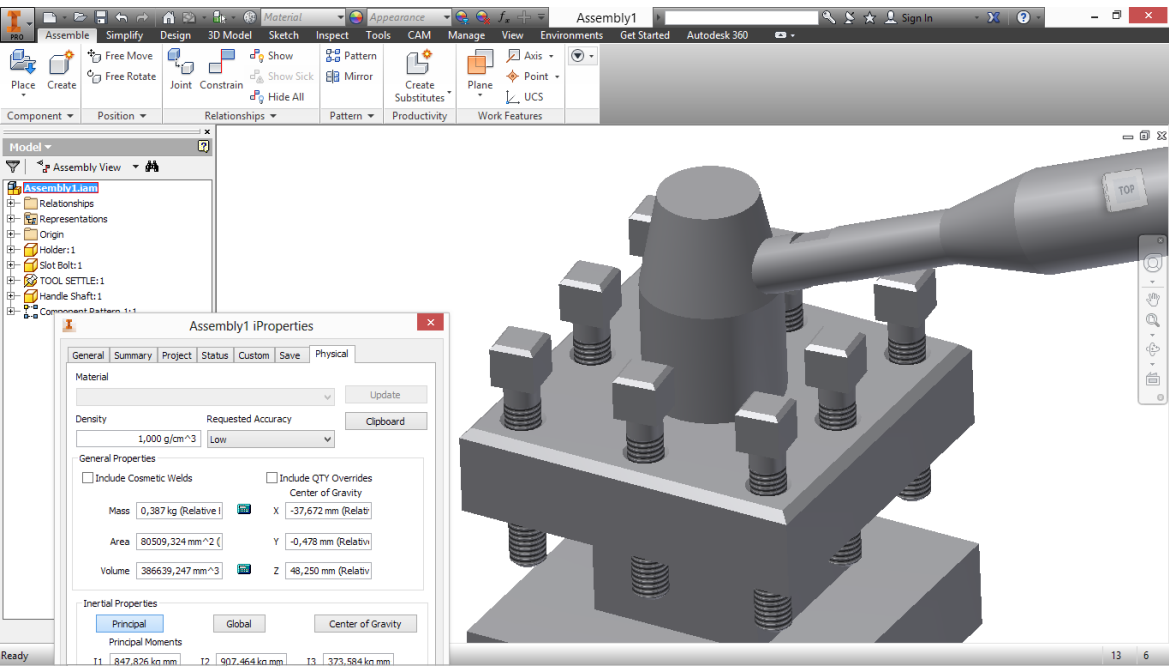 Material
Appearance
Assembly1
Sign In
PRO
Assemble Simplify Design 3D Model Sketch Inspect Tools CAM Manage View Environments Get Started Autodesk 360
Place
Create
Free Move
Free Rotate
Joint
Constrain
Show
Show Sick
Hide All
Pattern
Mirror
Create
Substitutes
Plane
Axis
Point
UCS
Component
Position
Relationships
Pattern
Productivity
Work Features
Model
Assembly View
Assembly1.iam
Relationships
Representations
Origin
Holder:1
Slot Bolt:1
TOOL SETTLE:1
Handle Shaft:1
Component Pattern 1:1
TOP
Assembly1 iProperties
General Summary Project Status Custom Save Physical
Material
Update
Density
Requested Accuracy
Clipboard
1,000 g/cm^3
Low
General Properties
Include Cosmetic Welds
Include QTY Overrides
Center of Gravity
Mass 0,387 kg (Relative
X -37,672 mm (Relati
Area 80509,324 mm^2 (
Y -0,478 mm (Relativ
Volume 386639,247 mm^3
Z 48,250 mm (Relativ
Inertial Properties
Principal
Global
Center of Gravity
Principal Moments
I1 847,826 kg mm
I2 907,464 kg mm
I3 373,584 kg mm
Ready
13 6